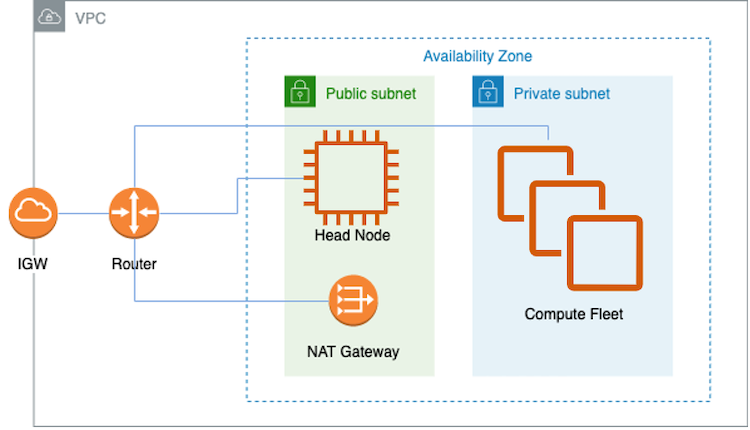 VPC
Availability Zone
Public subnet
Private subnet
Head Node
IGW
Router
Compute Fleet
NAT Gateway